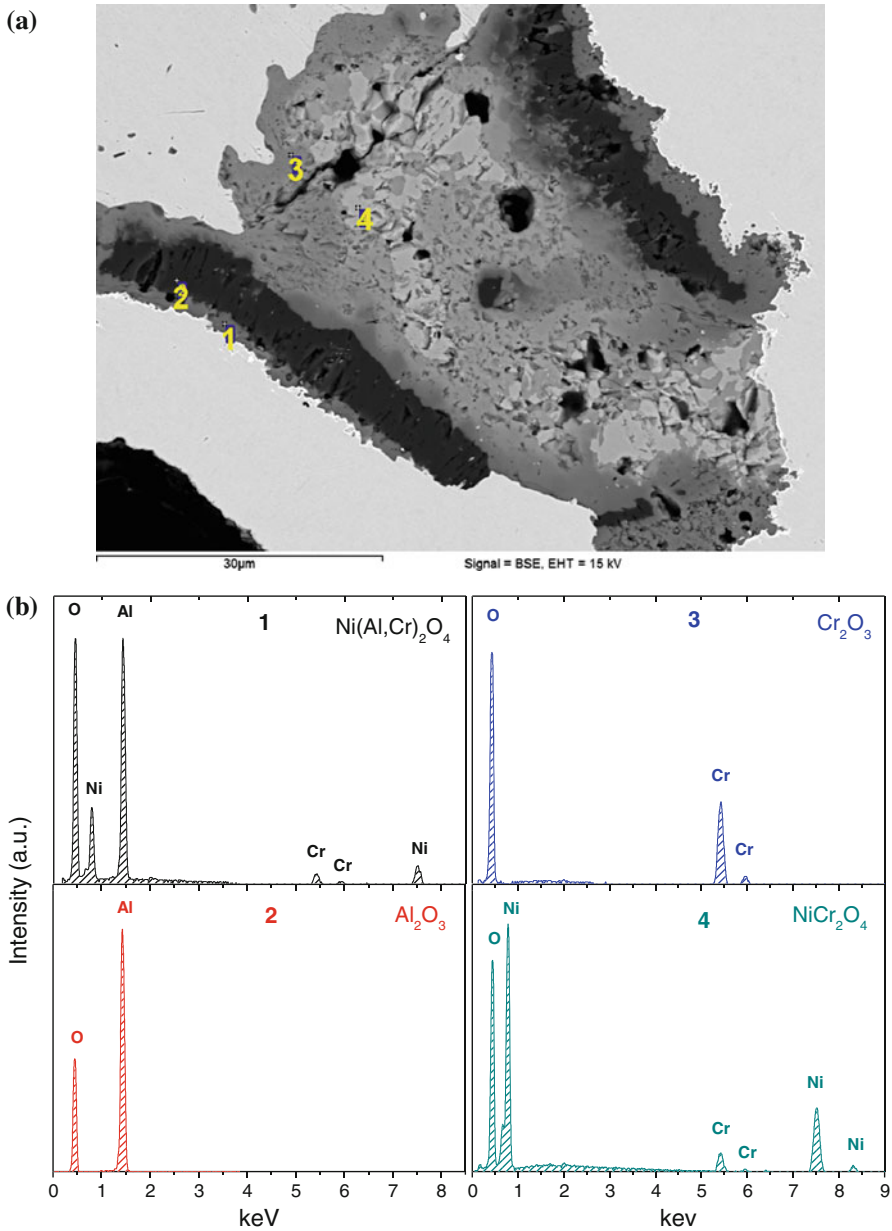 (a)
3
4
2
1
30µm
Signal = BSE, EHT = 15 kV
(b)
O
Al
1
Ni(Al,Cr)₂O₄
Ni
Cr
Cr
Ni
O
3
Cr₂O₃
Cr
Cr
Intensity (a.u.)
Al
2
Al₂O₃
O
Ni
4
NiCr₂O₄
O
Ni
Cr
Cr
Ni
0 1 2 3 4 5 6 7 8
keV
0 1 2 3 4 5 6 7 8 9
kev